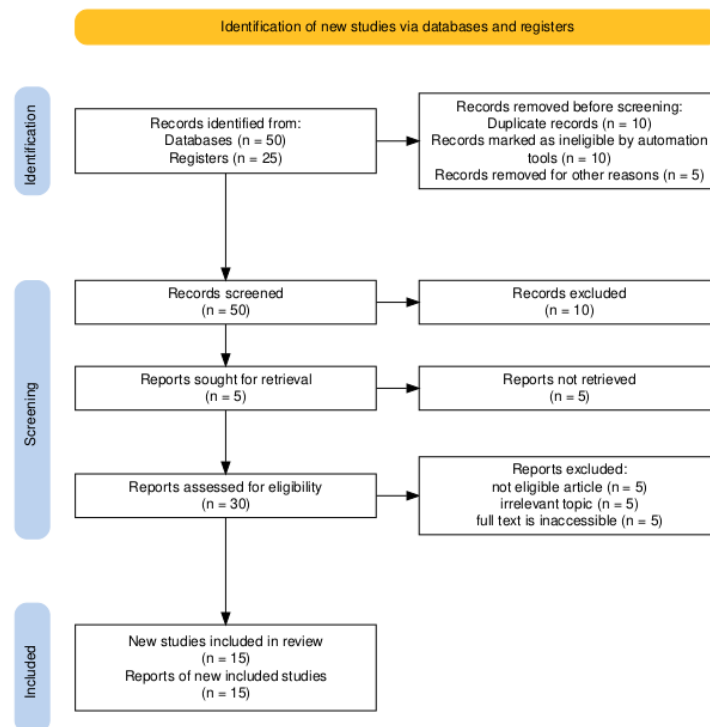 Identification of new studies via databases and registers
Identification
Records identified from:
Databases (n = 50)
Registers (n = 25)
Records removed before screening:
Duplicate records (n = 10)
Records marked as ineligible by automation
tools (n = 10)
Records removed for other reasons (n = 5)
Screening
Records screened
(n = 50)
Records excluded
(n = 10)
Reports sought for retrieval
(n = 5)
Reports not retrieved
(n = 5)
Reports assessed for eligibility
(n = 30)
Reports excluded:
not eligible article (n = 5)
irrelevant topic (n = 5)
full text is inaccessible (n = 5)
Included
New studies included in review
(n = 15)
Reports of new included studies
(n = 15)